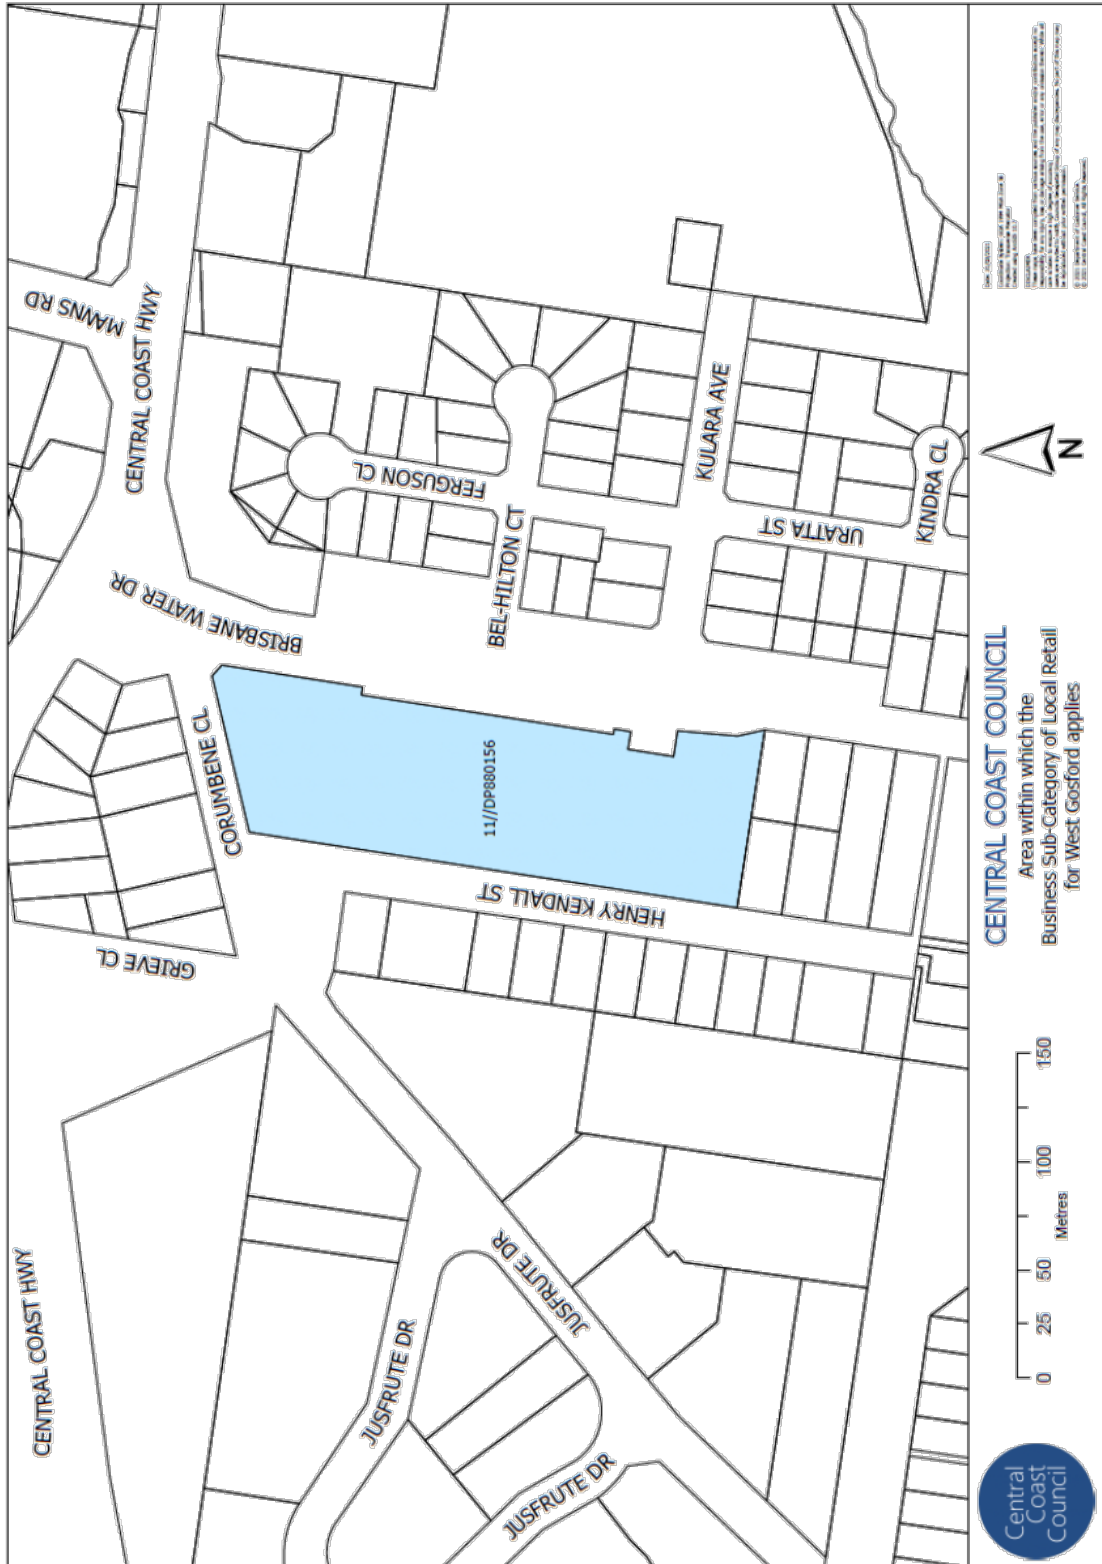 CENTRAL COAST HWY
MANNS RD
CENTRAL COAST HWY
BRISBANE WATER DR
GRIEVE CL
CORUMBENE CL
FERGUSON CL
BEL-HILTON CT
KULARA AVE
URATTA ST
KINDRA CL
11//DP880156
HENRY KENDALL ST
JUSFRUTE DR
JUSFRUTE DR
JUSFRUTE DR
Central
Coast
Council
0 25 50 100 150
Metres
CENTRAL COAST COUNCIL
Area within which the
Business Sub-Category of Local Retail
for West Gosford applies
N